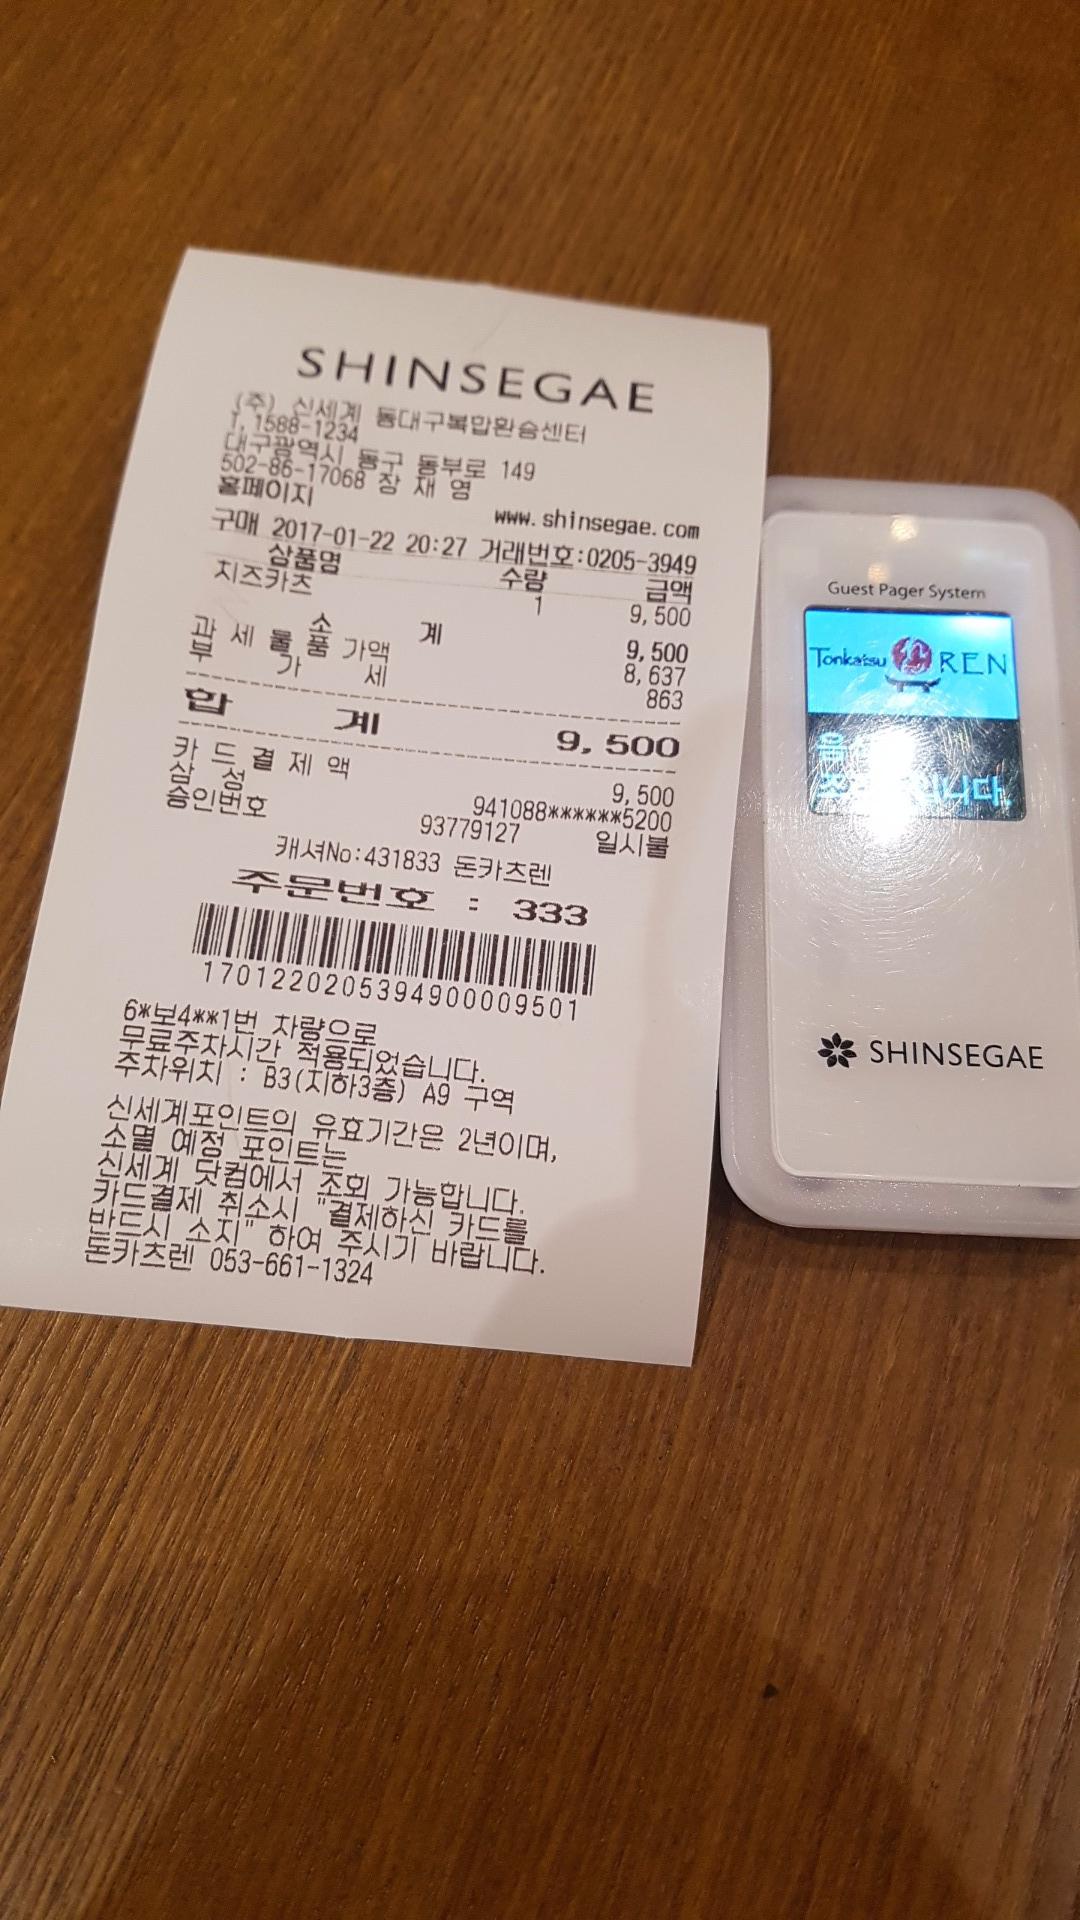 SHINSEGAE
(주) 신세계 동대구복합환승센터
T. 1588-1234
대구광역시 동구 동부로 149
502-86-17068 장 재 영
홈페이지 www.shinsegae.com
구매 2017-01-22 20:27 거래번호:0205-3949
상품명 수량 금액
치즈카츠 1 9,500
소 계 9,500
과 세 물 품 가액 8,637
부 가 세 863
합 계 9,500
카 드 결 제 액 9,500
삼 성 941088******5200
승인번호 93779127 일시불
캐셔No:431833 돈카츠렌
주문번호 : 333
1701220205394900009501
6*보4**1번 차량으로
무료주차시간 적용되었습니다.
주차위치 : B3(지하3층) A9 구역
신세계포인트의 유효기간은 2년이며,
소멸 예정 포인트는
신세계 닷컴에서 조회 가능합니다.
카드결제 취소시 "결제하신 카드를
반드시 소지" 하여 주시기 바랍니다.
돈카츠렌 053-661-1324
Guest Pager System
Tonkatsu REN
SHINSEGAE